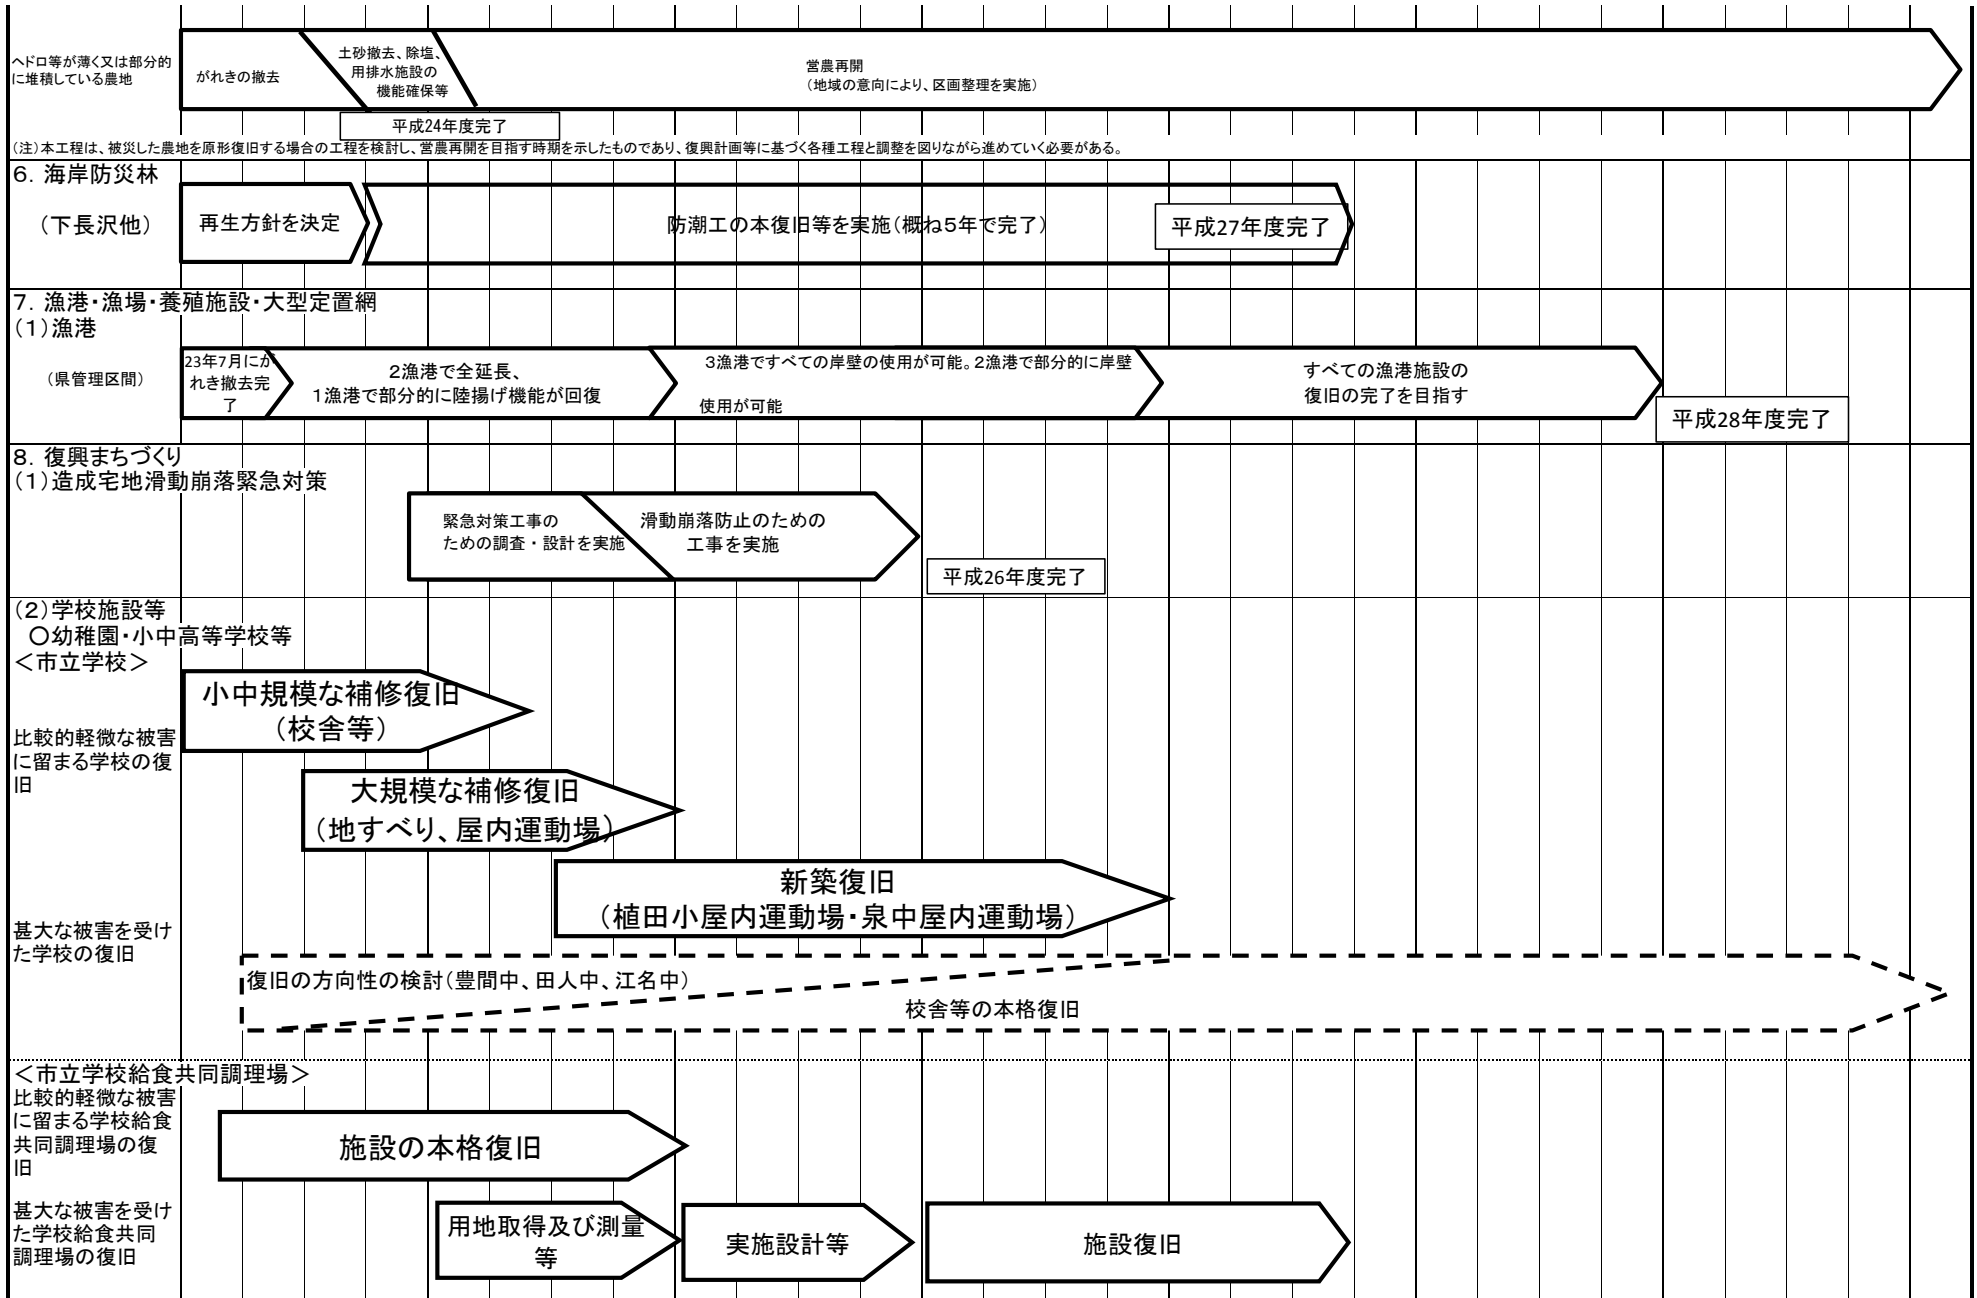 ヘドロ等が薄く又は部分的
に堆積している農地
がれきの撤去
土砂撤去、除塩、
用排水施設の
機能確保等
営農再開
(地域の意向により、区画整理を実施)
平成24年度完了
(注)本工程は、被災した農地を原形復旧する場合の工程を検討し、営農再開を目指す時期を示したものであり、復興計画等に基づく各種工程と調整を図りながら進めていく必要がある。
6. 海岸防災林
(下長沢他)
再生方針を決定
防潮工の本復旧等を実施(概ね5年で完了)
平成27年度完了
7. 漁港・漁場・養殖施設・大型定置網
(1)漁港
(県管理区間)
23年7月にが
れき撤去完
了
2漁港で全延長、
1漁港で部分的に陸揚げ機能が回復
3漁港ですべての岸壁の使用が可能。2漁港で部分的に岸壁
使用が可能
すべての漁港施設の
復旧の完了を目指す
平成28年度完了
8. 復興まちづくり
(1)造成宅地滑動崩落緊急対策
緊急対策工事の
ための調査・設計を実施
滑動崩落防止のための
工事を実施
平成26年度完了
(2)学校施設等
○幼稚園・小中高等学校等
<市立学校>
小中規模な補修復旧
(校舎等)
比較的軽微な被害
に留まる学校の復
旧
大規模な補修復旧
(地すべり、屋内運動場)
新築復旧
(植田小屋内運動場・泉中屋内運動場)
甚大な被害を受け
た学校の復旧
復旧の方向性の検討(豊間中、田人中、江名中)
校舎等の本格復旧
<市立学校給食共同調理場>
比較的軽微な被害
に留まる学校給食
共同調理場の復
旧
施設の本格復旧
甚大な被害を受け
た学校給食共同
調理場の復旧
用地取得及び測量
等
実施設計等
施設復旧